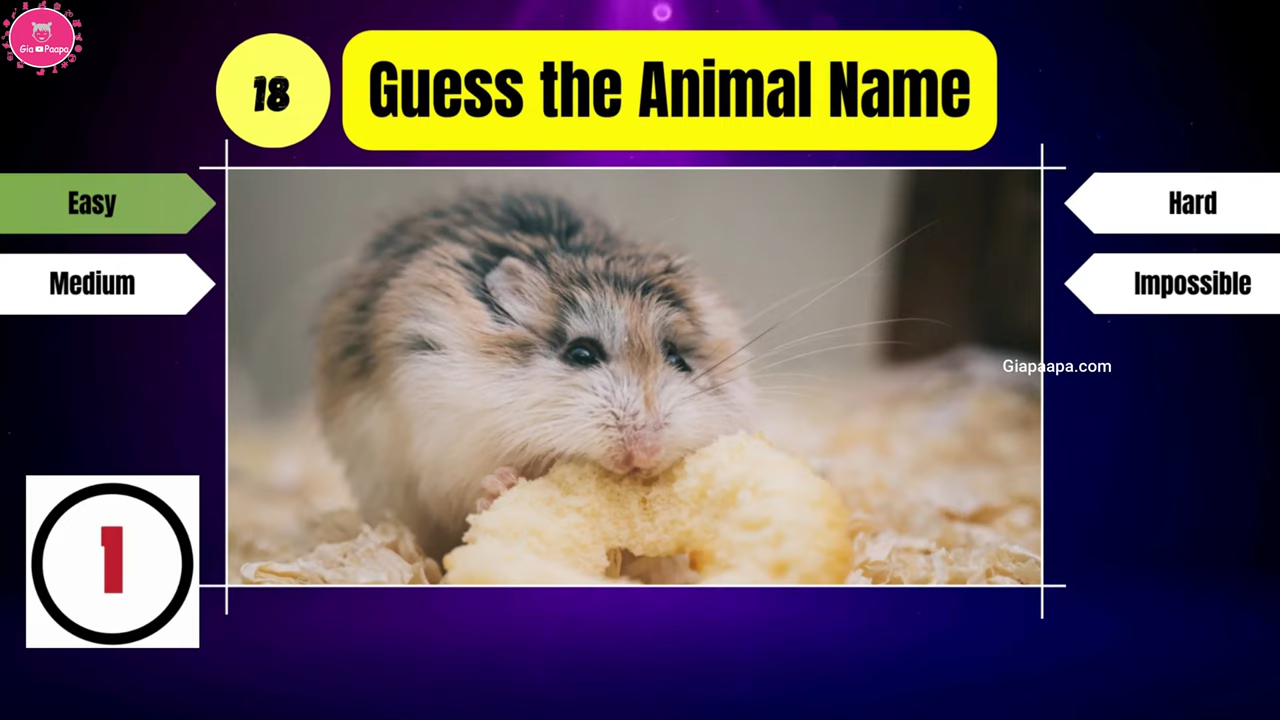 Gia Paapa
18
Guess the Animal Name
Easy
Hard
Medium
Impossible
Giapaapa.com
1